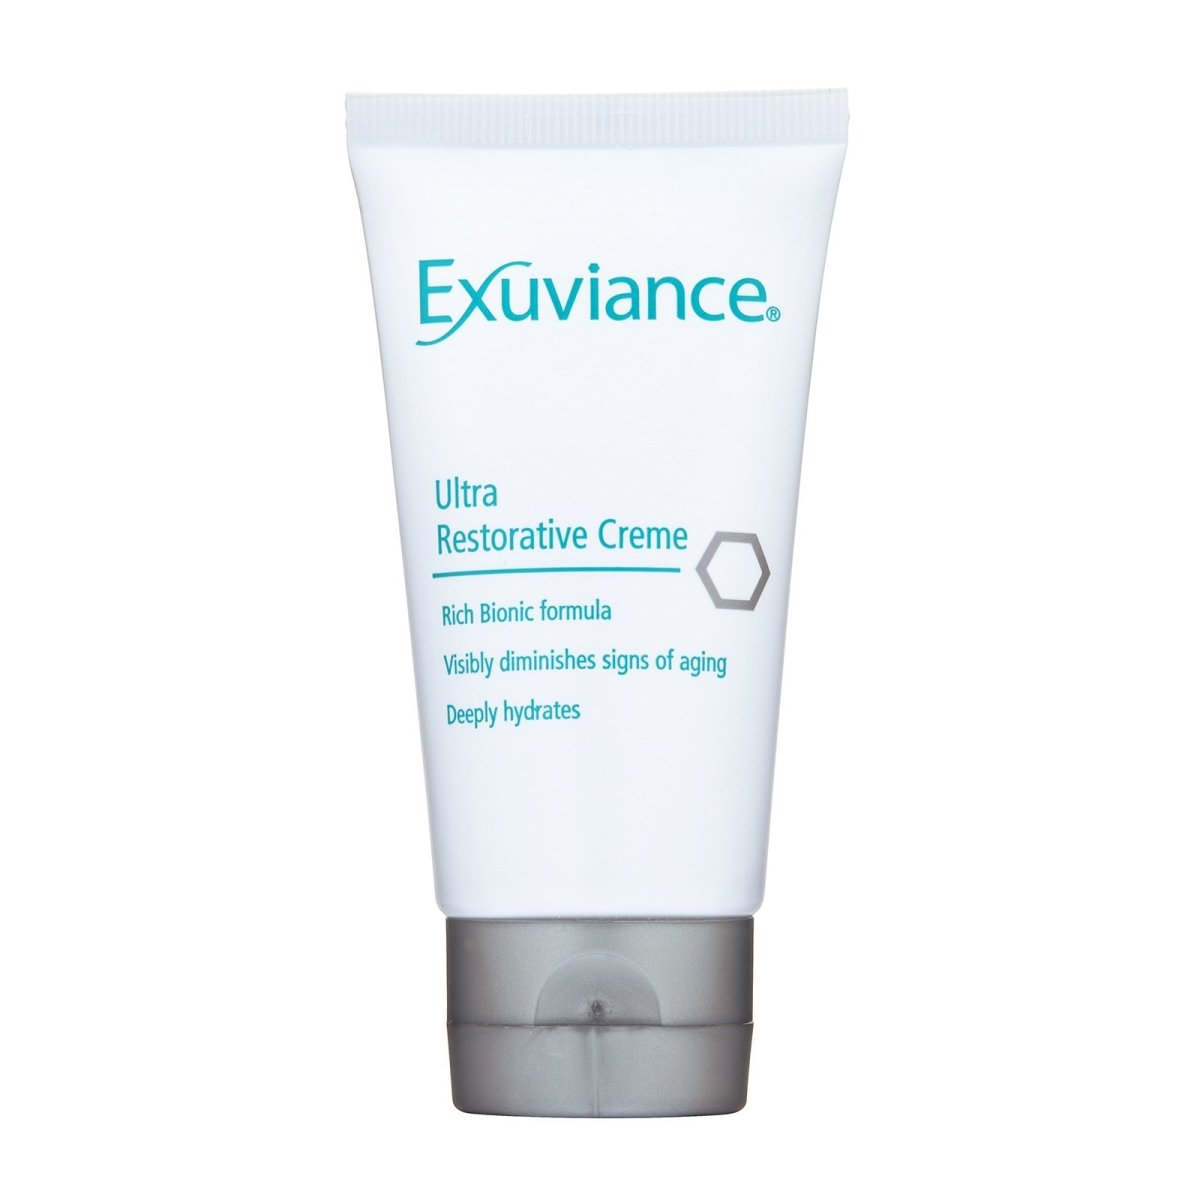 Exuviance®
Ultra
Restorative Creme
Rich Bionic formula
Visibly diminishes signs of aging
Deeply hydrates